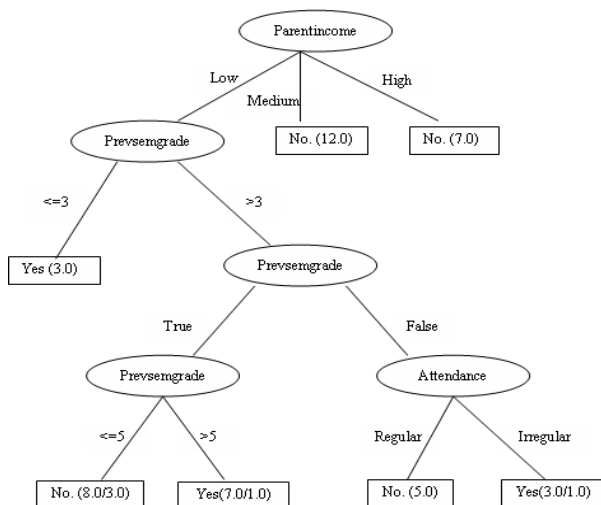 Parentincome
Low
Medium
High
Prevsemgrade
No. (12.0)
No. (7.0)
<=3
>3
Yes (3.0)
Prevsemgrade
True
False
Prevsemgrade
Attendance
<=5
>5
Regular
Irregular
No. (8.0/3.0)
Yes(7.0/1.0)
No. (5.0)
Yes(3.0/1.0)